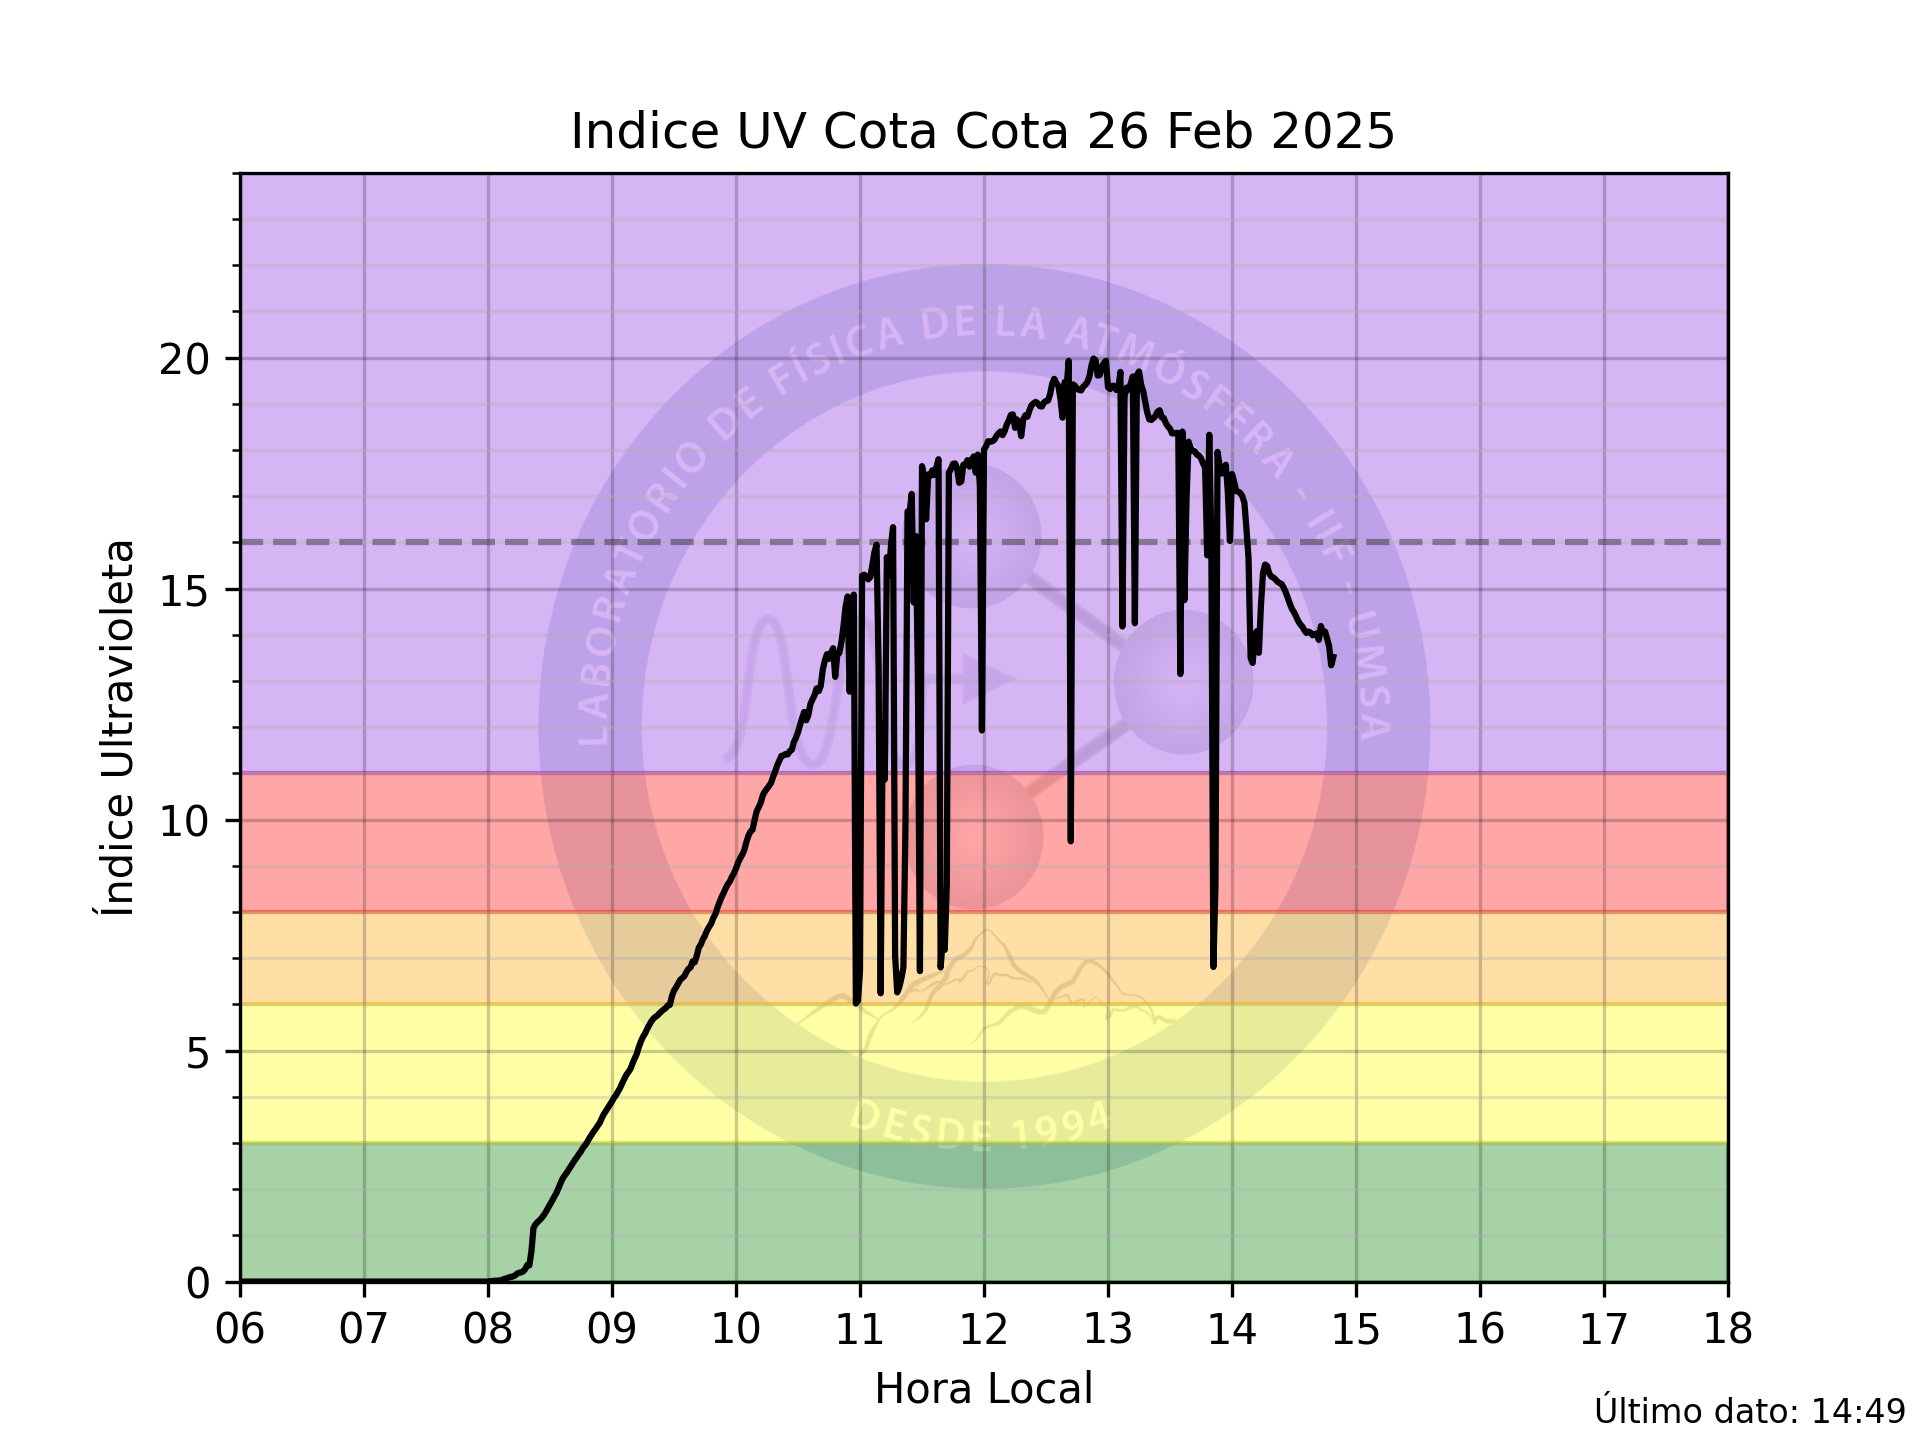 Indice UV Cota Cota 26 Feb 2025
Índice Ultravioleta
20
15
10
5
0
LABORATORIO DE FÍSICA DE LA ATMÓSFERA - IIF - UMSA
DESDE 1994
06 07 08 09 10 11 12 13 14 15 16 17 18
Hora Local
Último dato: 14:49